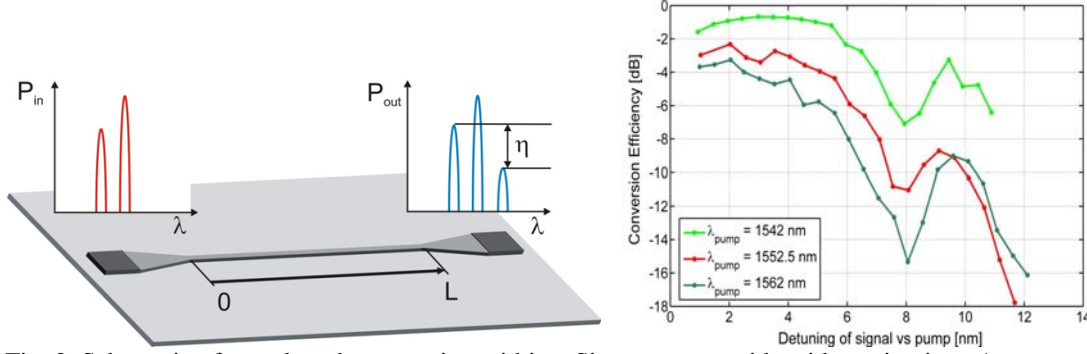 P_in
λ
P_out
η
λ
0
L
0
-2
-4
-6
-8
-10
-12
-14
-16
-18
Conversion Efficiency [dB]
λ_pump = 1542 nm
λ_pump = 1552.5 nm
λ_pump = 1562 nm
0 2 4 6 8 10 12 14
Detuning of signal vs pump [nm]